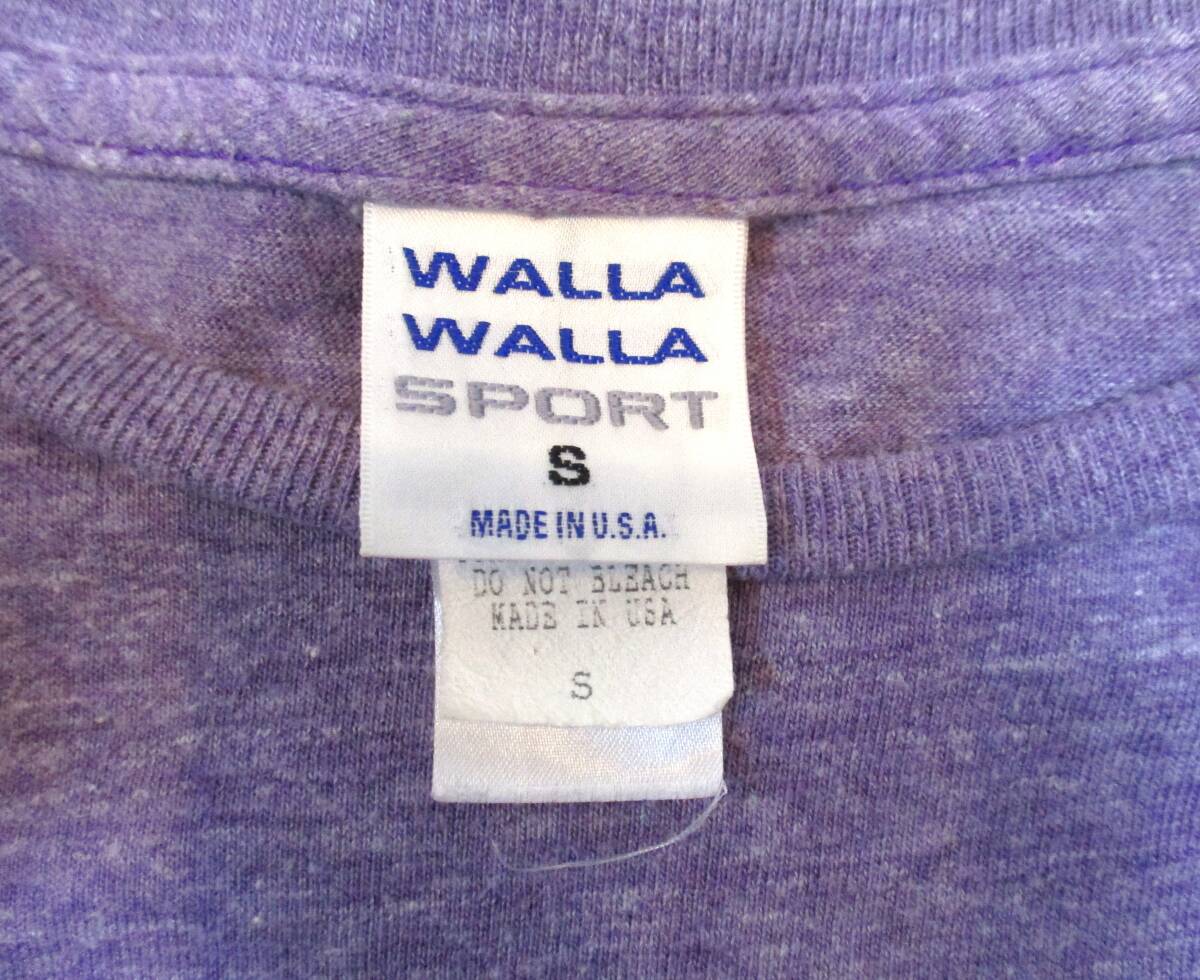 WALLA
WALLA
SPORT
S
MADE IN U.S.A.
DO NOT BLEACH
MADE IN USA
S